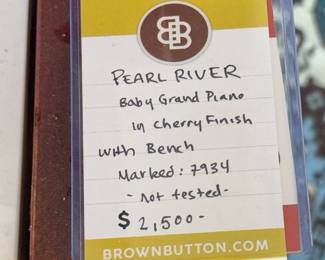 BB
PEARL RIVER
Baby Grand Piano
in Cherry Finish
with Bench
Marked: 7934
- not tested -
$ 2,500-
BROWNBUTTON.COM